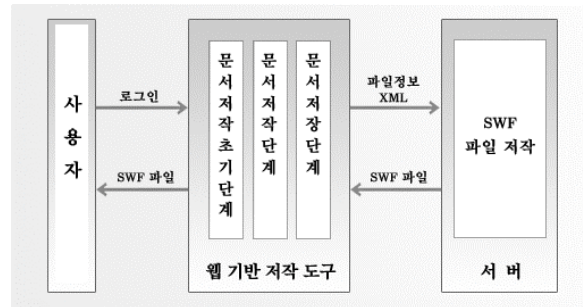 사용자
로그인
SWF 파일
문서저작초기단계
문서저작단계
문서저장단계
웹 기반 저작 도구
파일정보
XML
SWF 파일
SWF
파일 저작
서 버